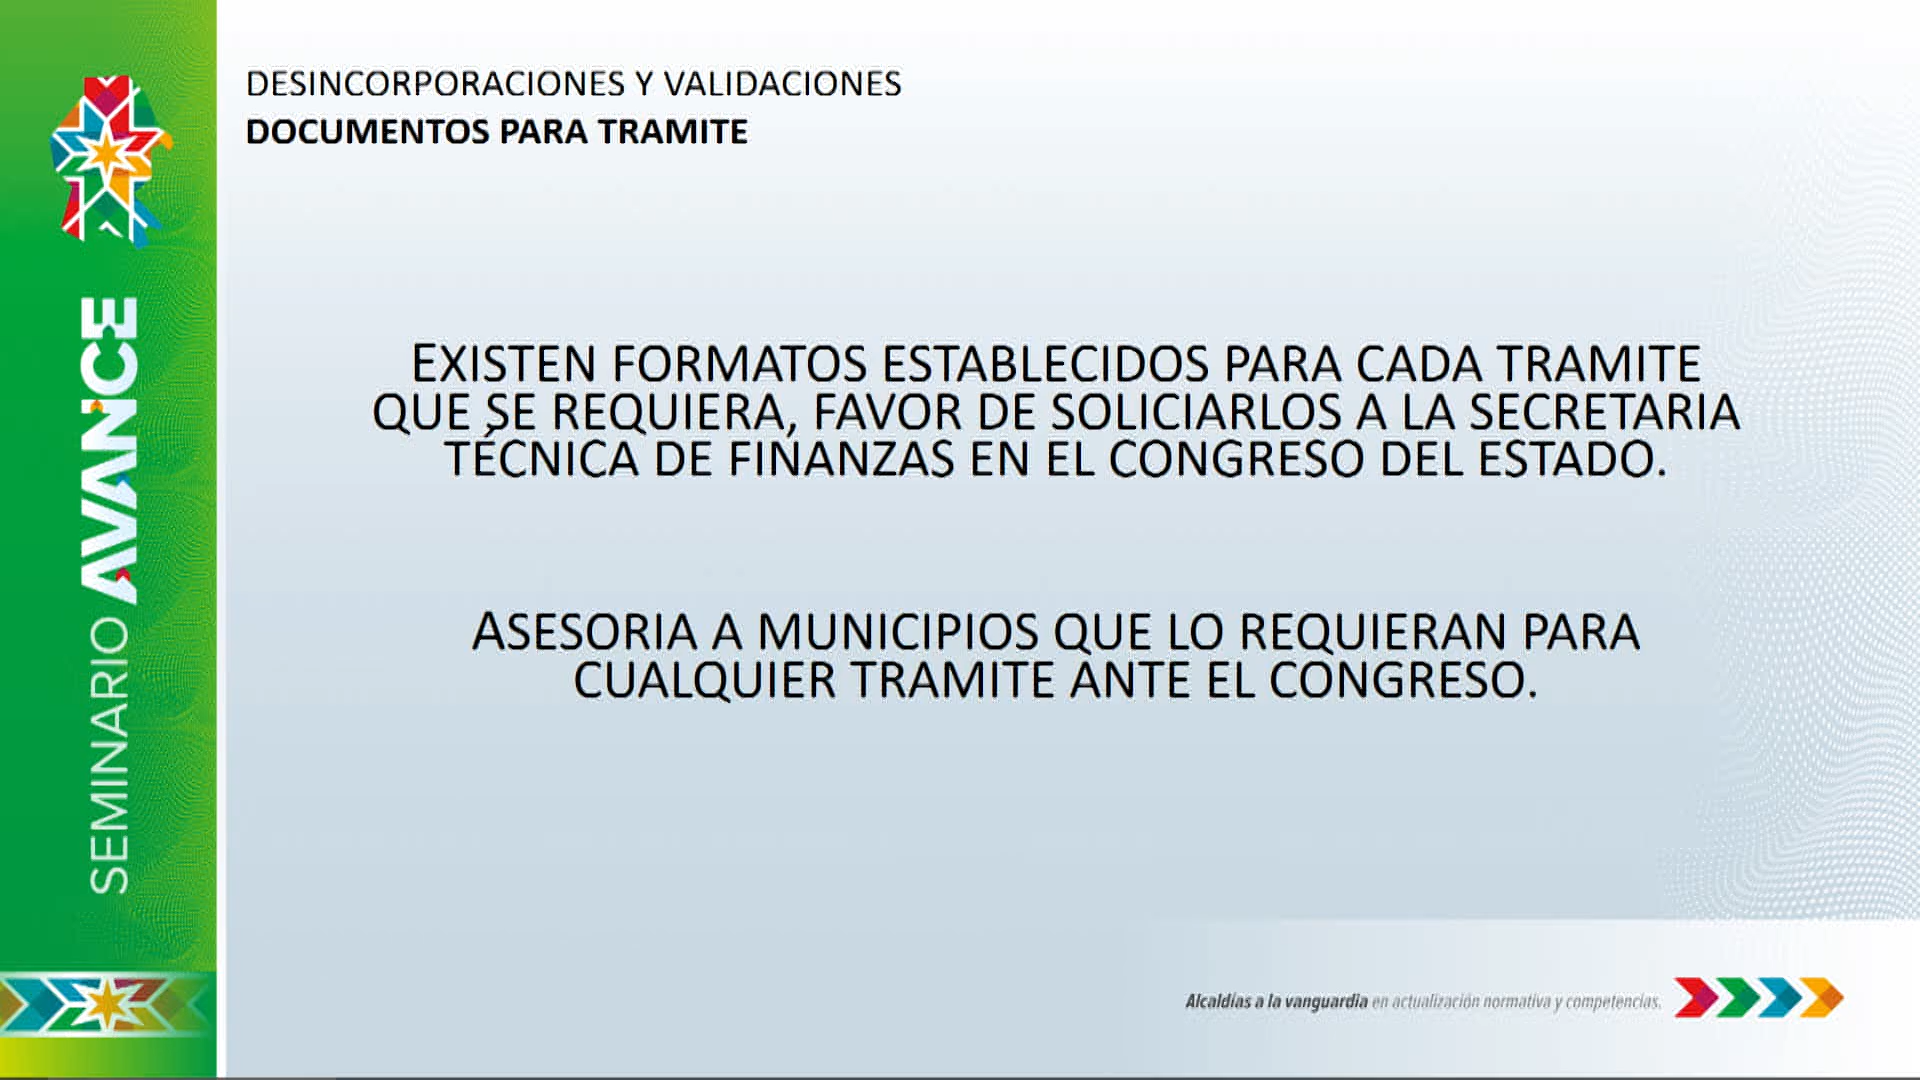 DESINCORPORACIONES Y VALIDACIONES
DOCUMENTOS PARA TRAMITE
EXISTEN FORMATOS ESTABLECIDOS PARA CADA TRAMITE
QUE SE REQUIERA, FAVOR DE SOLICIARLOS A LA SECRETARIA
TÉCNICA DE FINANZAS EN EL CONGRESO DEL ESTADO.
ASESORIA A MUNICIPIOS QUE LO REQUIERAN PARA
CUALQUIER TRAMITE ANTE EL CONGRESO.
SEMINARIO AVANCE
Alcaldías a la vanguardia en actualización normativa y competencias.